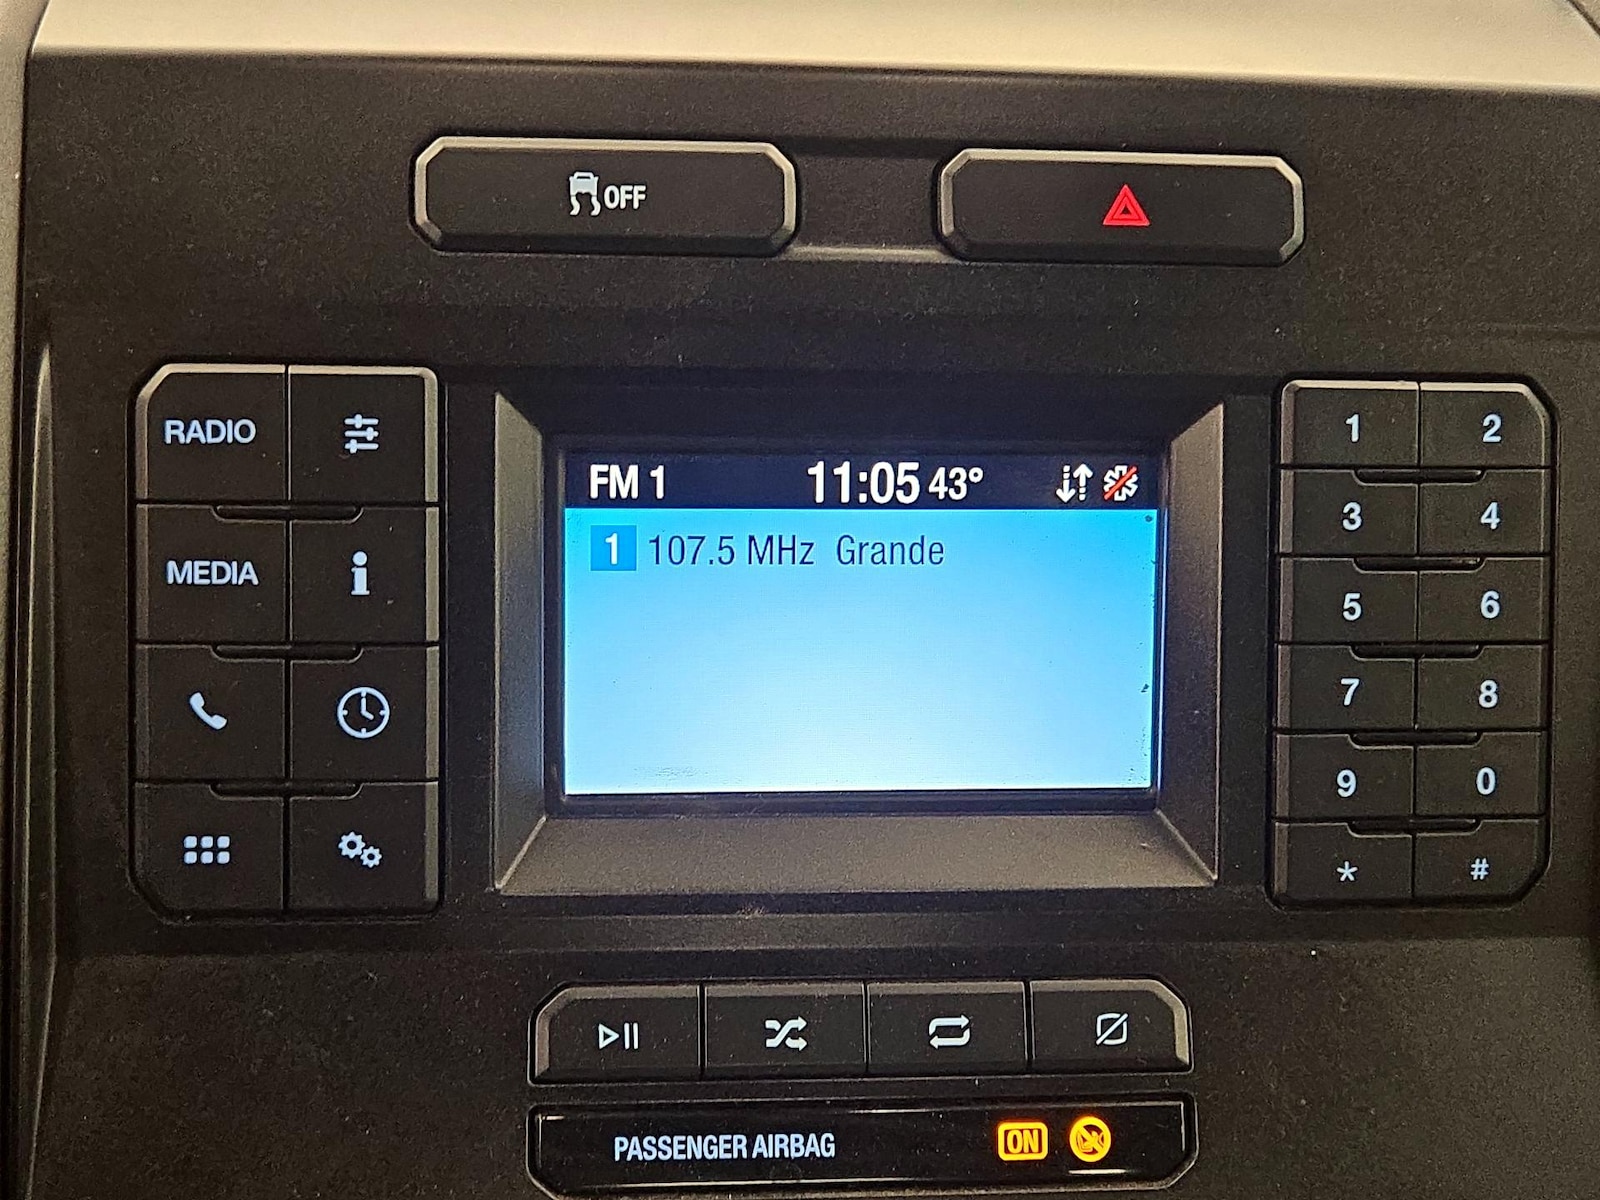 OFF
RADIO
MEDIA
FM 1 11:05 43°
1 107.5 MHz Grande
1 2
3 4
5 6
7 8
9 0
* #
PASSENGER AIRBAG ON